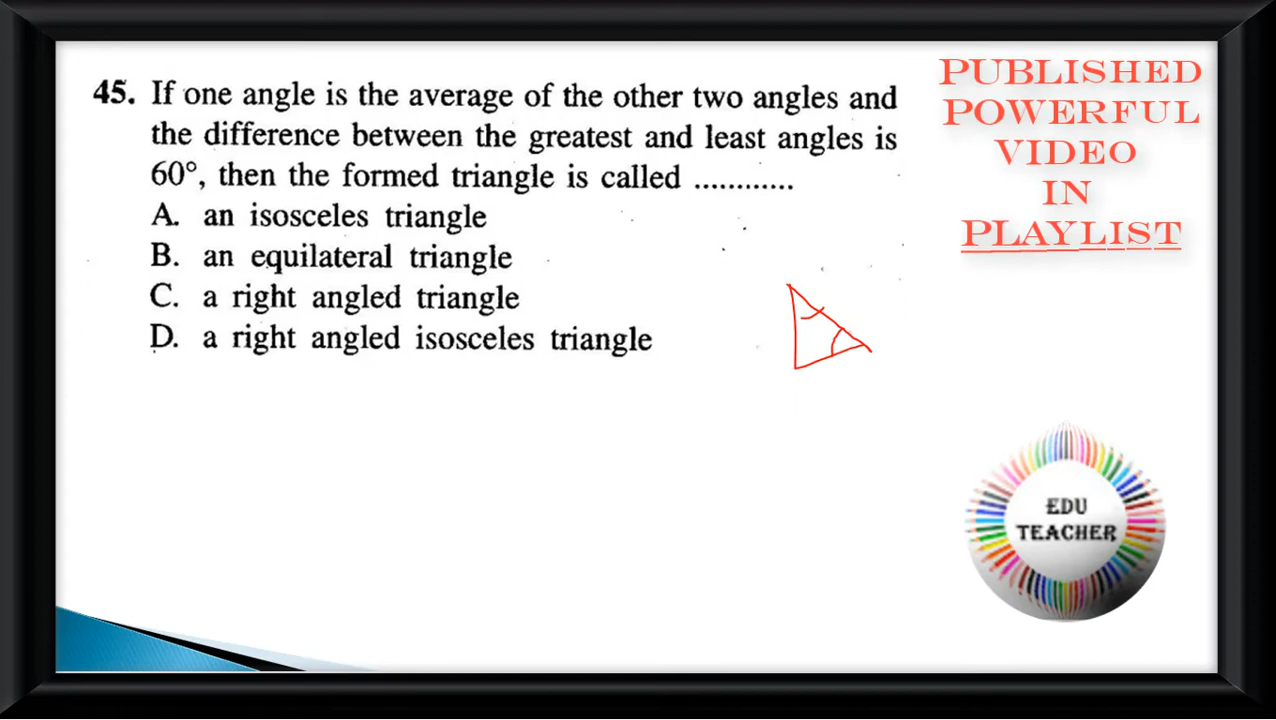 45. If one angle is the average of the other two angles and
the difference between the greatest and least angles is
60°, then the formed triangle is called ............
A. an isosceles triangle
B. an equilateral triangle
C. a right angled triangle
D. a right angled isosceles triangle
PUBLISHED
POWERFUL
VIDEO
IN
PLAYLIST
EDU
TEACHER